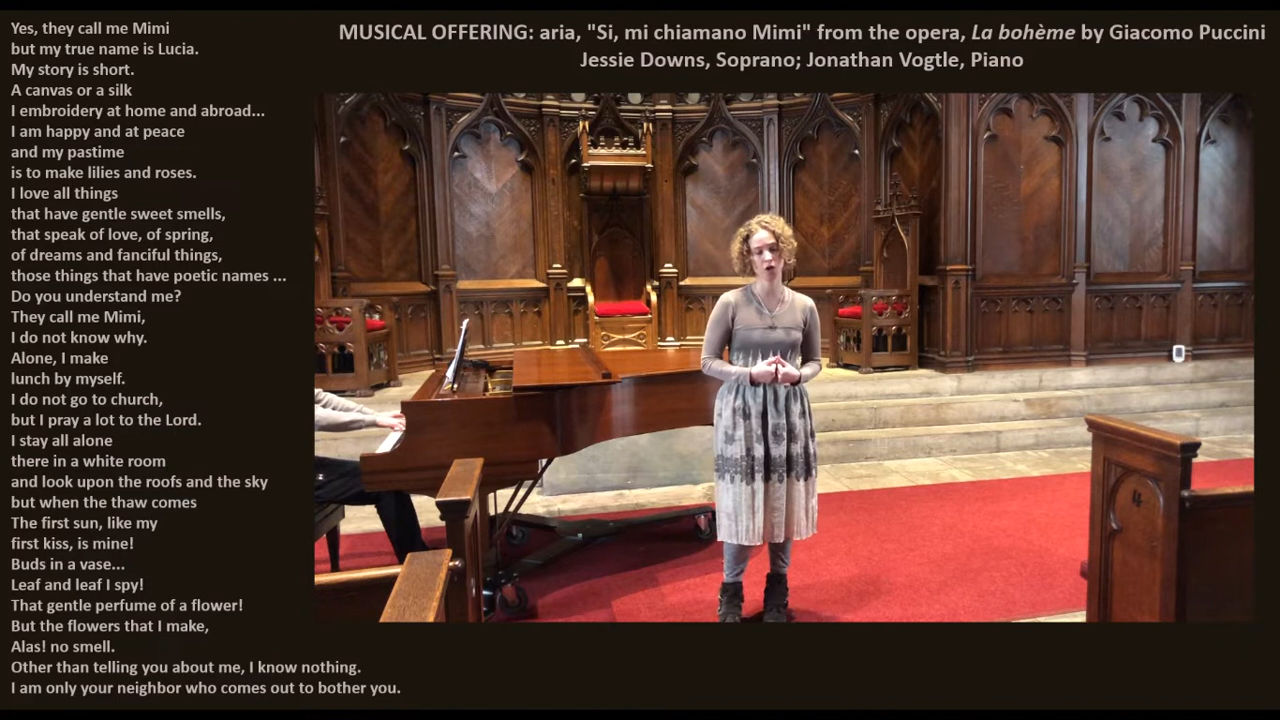 MUSICAL OFFERING: aria, "Si, mi chiamano Mimi" from the opera, La bohème by Giacomo Puccini
Jessie Downs, Soprano; Jonathan Vogtle, Piano
Yes, they call me Mimi
but my true name is Lucia.
My story is short.
A canvas or a silk
I embroidery at home and abroad...
I am happy and at peace
and my pastime
is to make lilies and roses.
I love all things
that have gentle sweet smells,
that speak of love, of spring,
of dreams and fanciful things,
those things that have poetic names ...
Do you understand me?
They call me Mimi,
I do not know why.
Alone, I make
lunch by myself.
I do not go to church,
but I pray a lot to the Lord.
I stay all alone
there in a white room
and look upon the roofs and the sky
but when the thaw comes
The first sun, like my
first kiss, is mine!
Buds in a vase...
Leaf and leaf I spy!
That gentle perfume of a flower!
But the flowers that I make,
Alas! no smell.
Other than telling you about me, I know nothing.
I am only your neighbor who comes out to bother you.
4